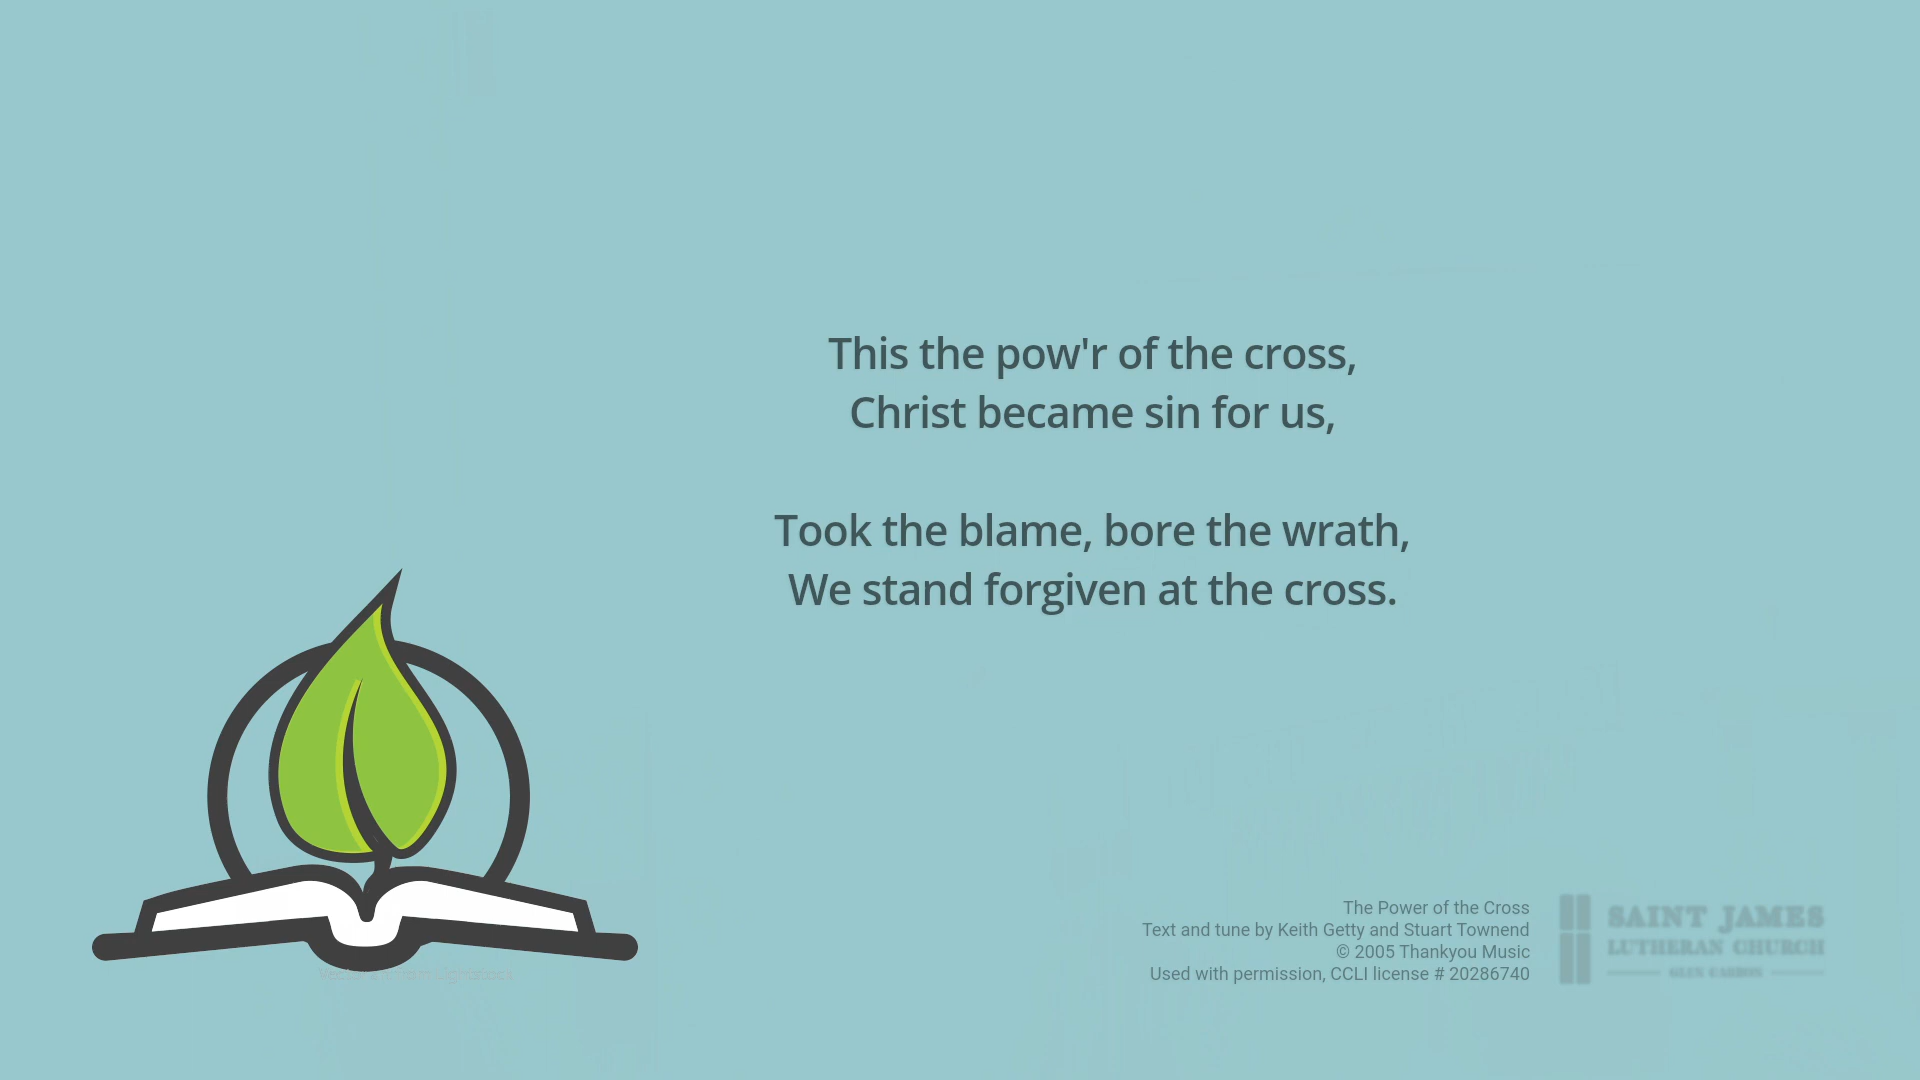 This the pow'r of the cross,
Christ became sin for us,
Took the blame, bore the wrath,
We stand forgiven at the cross.
The Power of the Cross
Text and tune by Keith Getty and Stuart Townend
© 2005 Thankyou Music
Used with permission, CCLI license # 20286740
SAINT JAMES
LUTHERAN CHURCH